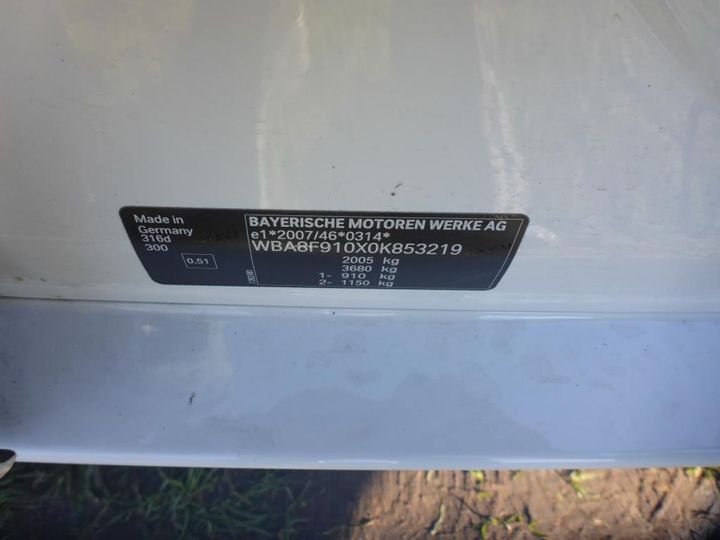 Made in
Germany
316d
300
0.51
BAYERISCHE MOTOREN WERKE AG
e1*2007/46*0314*
WBA8F910X0K853219
2005 kg
3680 kg
1- 910 kg
2- 1150 kg